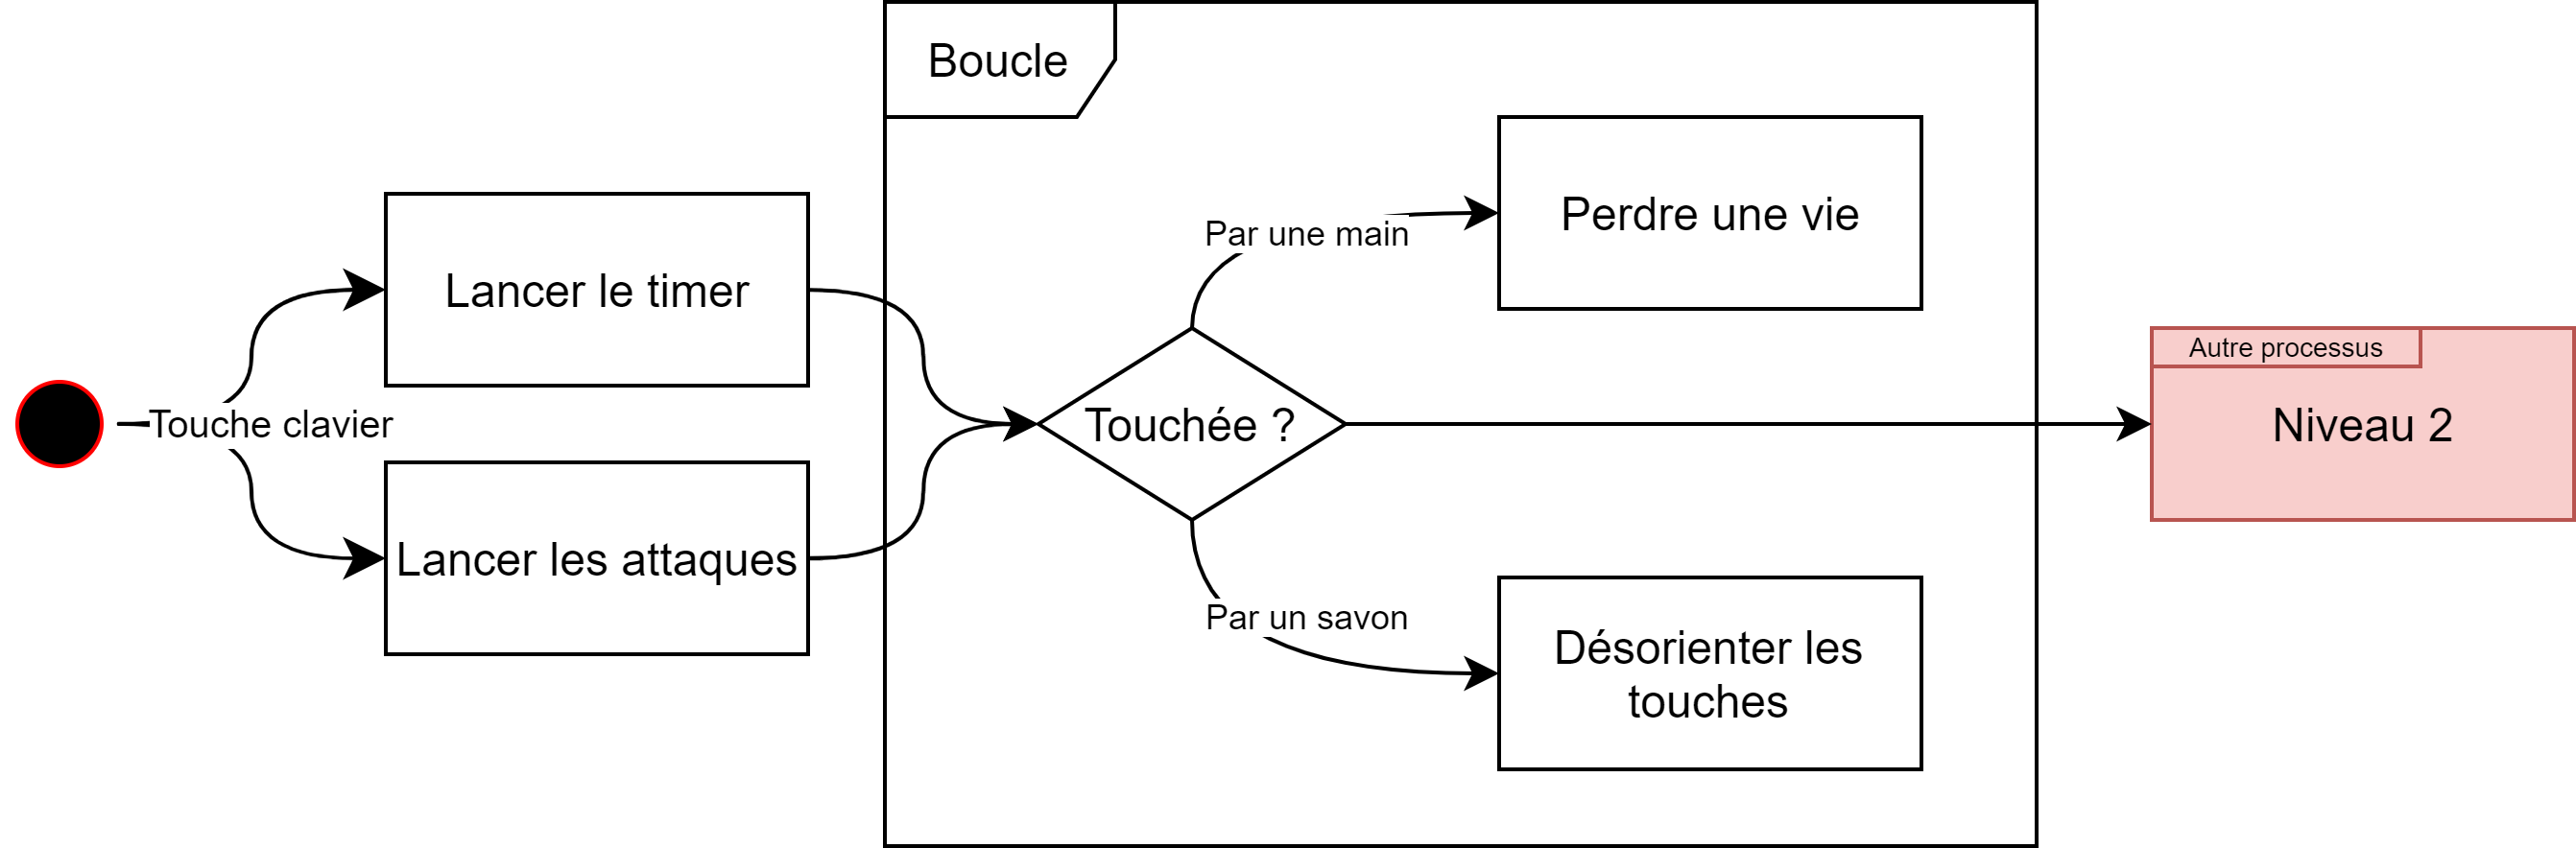 Boucle
Perdre une vie
Par une main
Lancer le timer
Autre processus
Touche clavier
Touchée ?
Niveau 2
Lancer les attaques
Par un savon
Désorienter les
touches